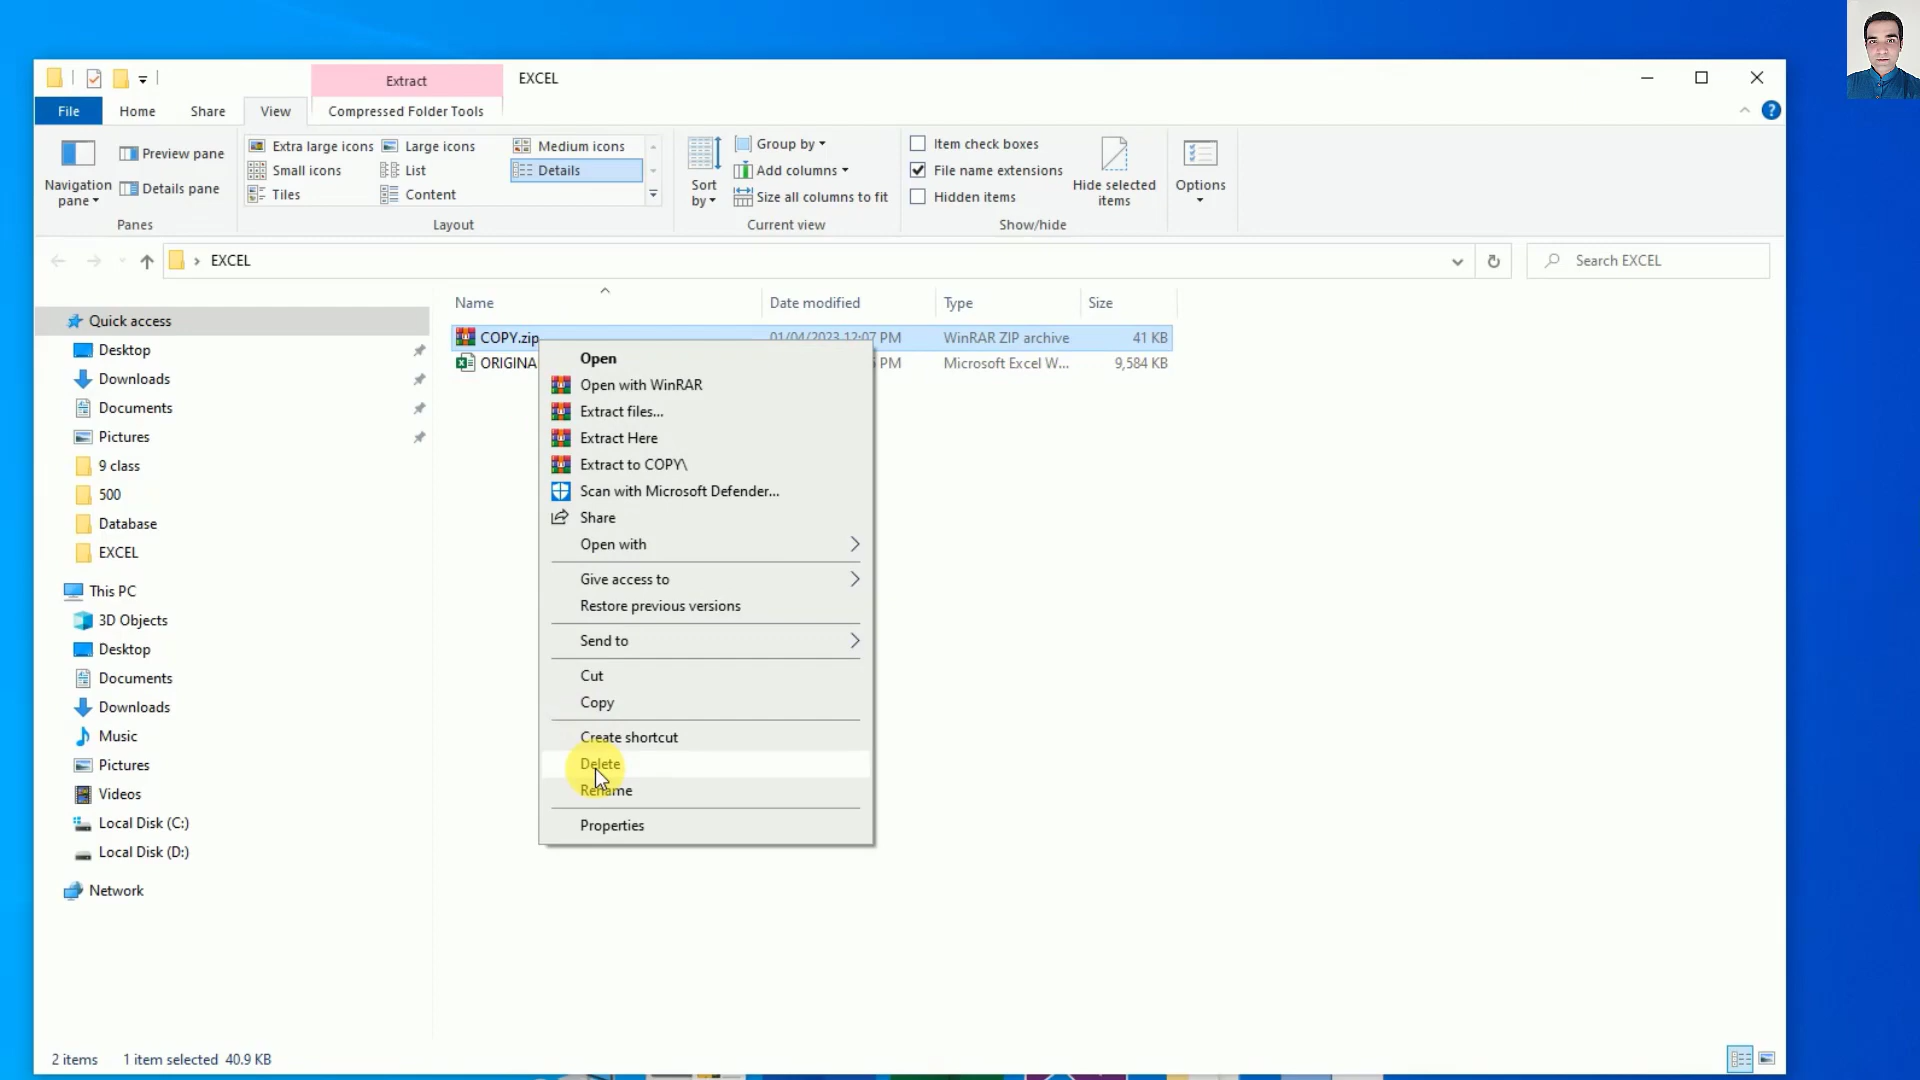 Extract
EXCEL
File
Home
Share
View
Compressed Folder Tools
Navigation
pane
Preview pane
Details pane
Panes
Extra large icons
Large icons
Medium icons
Small icons
List
Details
Tiles
Content
Layout
Sort
by
Group by
Add columns
Size all columns to fit
Current view
Item check boxes
File name extensions
Hidden items
Hide selected
items
Show/hide
Options
EXCEL
Search EXCEL
Quick access
Desktop
Downloads
Documents
Pictures
9 class
500
Database
EXCEL
This PC
3D Objects
Desktop
Documents
Downloads
Music
Pictures
Videos
Local Disk (C:)
Local Disk (D:)
Network
Name
Date modified
Type
Size
COPY.zip
01/04/2023 12:07 PM
WinRAR ZIP archive
41 KB
ORIGINA
PM
Microsoft Excel W...
9,584 KB
Open
Open with WinRAR
Extract files...
Extract Here
Extract to COPY\
Scan with Microsoft Defender...
Share
Open with
Give access to
Restore previous versions
Send to
Cut
Copy
Create shortcut
Delete
Rename
Properties
2 items
1 item selected 40.9 KB